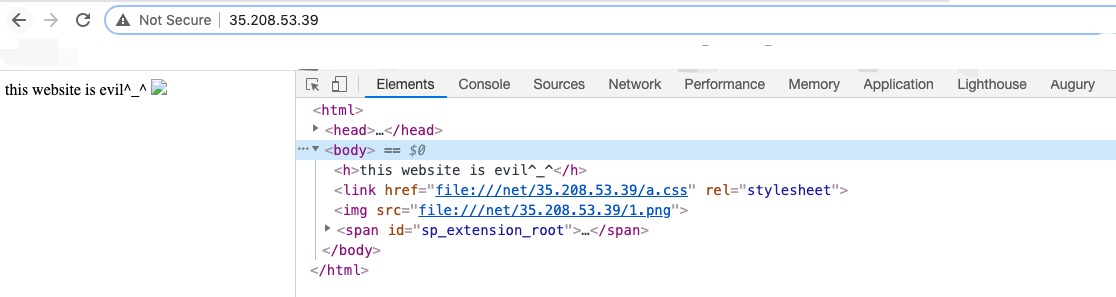 Not Secure | 35.208.53.39
this website is evil^_^
Elements Console Sources Network Performance Memory Application Lighthouse Augury
<html>
<head>…</head>
<body> == $0
<h>this website is evil^_^</h>
<link href="file:///net/35.208.53.39/a.css" rel="stylesheet">
<img src="file:///net/35.208.53.39/1.png">
<span id="sp_extension_root">…</span>
</body>
</html>